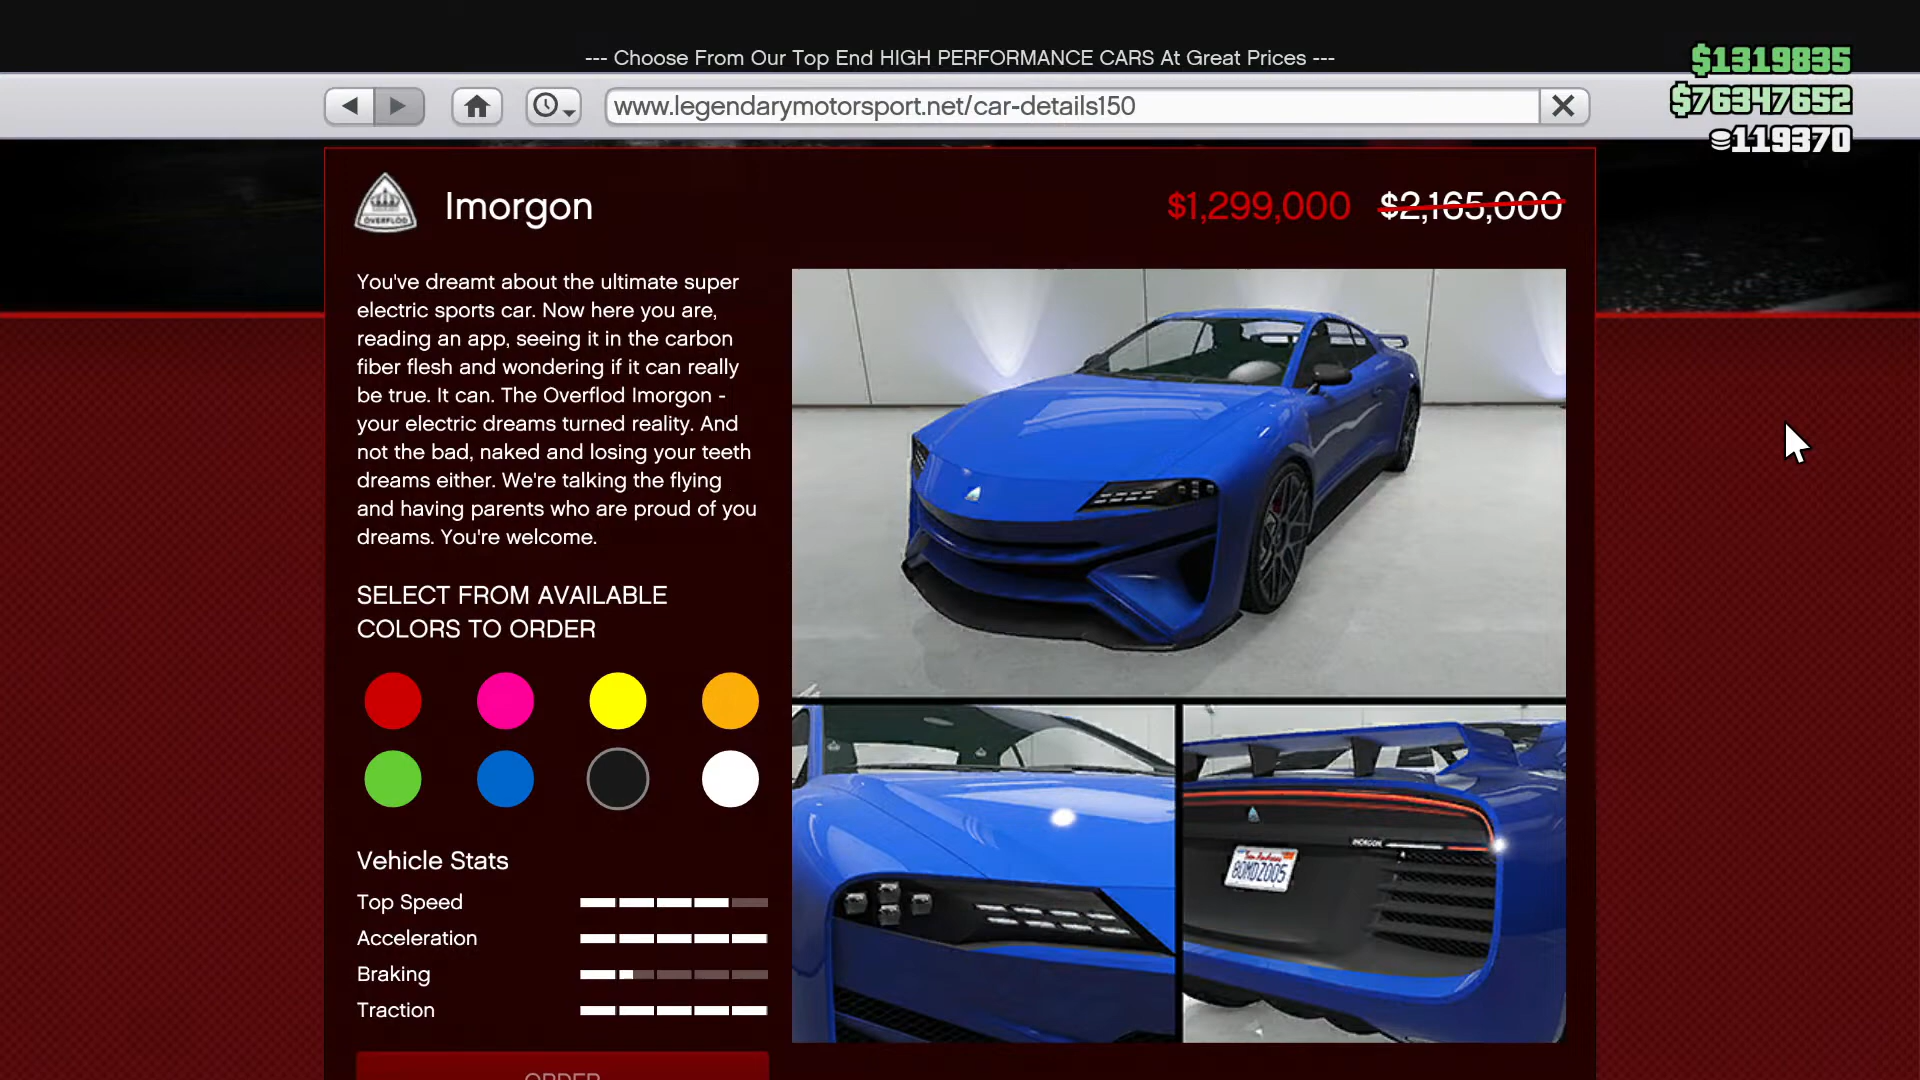 --- Choose From Our Top End HIGH PERFORMANCE CARS At Great Prices ---
$1319835
$76347652
119370
www.legendarymotorsport.net/car-details150
OVERFLOD
Imorgon
$1,299,000
$2,165,000
You've dreamt about the ultimate super
electric sports car. Now here you are,
reading an app, seeing it in the carbon
fiber flesh and wondering if it can really
be true. It can. The Overflod Imorgon -
your electric dreams turned reality. And
not the bad, naked and losing your teeth
dreams either. We're talking the flying
and having parents who are proud of you
dreams. You're welcome.
SELECT FROM AVAILABLE
COLORS TO ORDER
Vehicle Stats
Top Speed
Acceleration
Braking
Traction
ORDER
IMORGON
80MDZ005